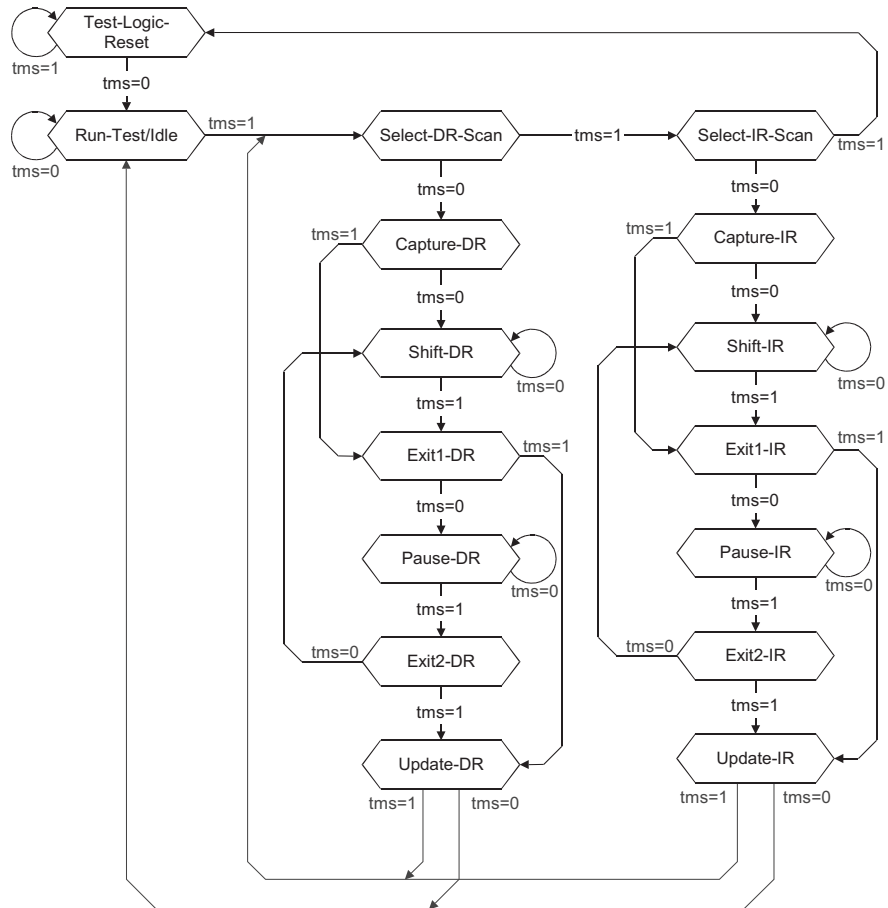 Test-Logic-
Reset
tms=1
tms=0
Run-Test/Idle
tms=1
Select-DR-Scan
tms=1
Select-IR-Scan
tms=1
tms=0
tms=0
tms=0
tms=1
Capture-DR
tms=1
Capture-IR
tms=0
tms=0
Shift-DR
tms=0
Shift-IR
tms=0
tms=1
tms=1
Exit1-DR
tms=1
Exit1-IR
tms=1
tms=0
tms=0
Pause-DR
tms=0
Pause-IR
tms=0
tms=1
tms=1
tms=0
Exit2-DR
tms=0
Exit2-IR
tms=1
tms=1
Update-DR
Update-IR
tms=1
tms=0
tms=1
tms=0